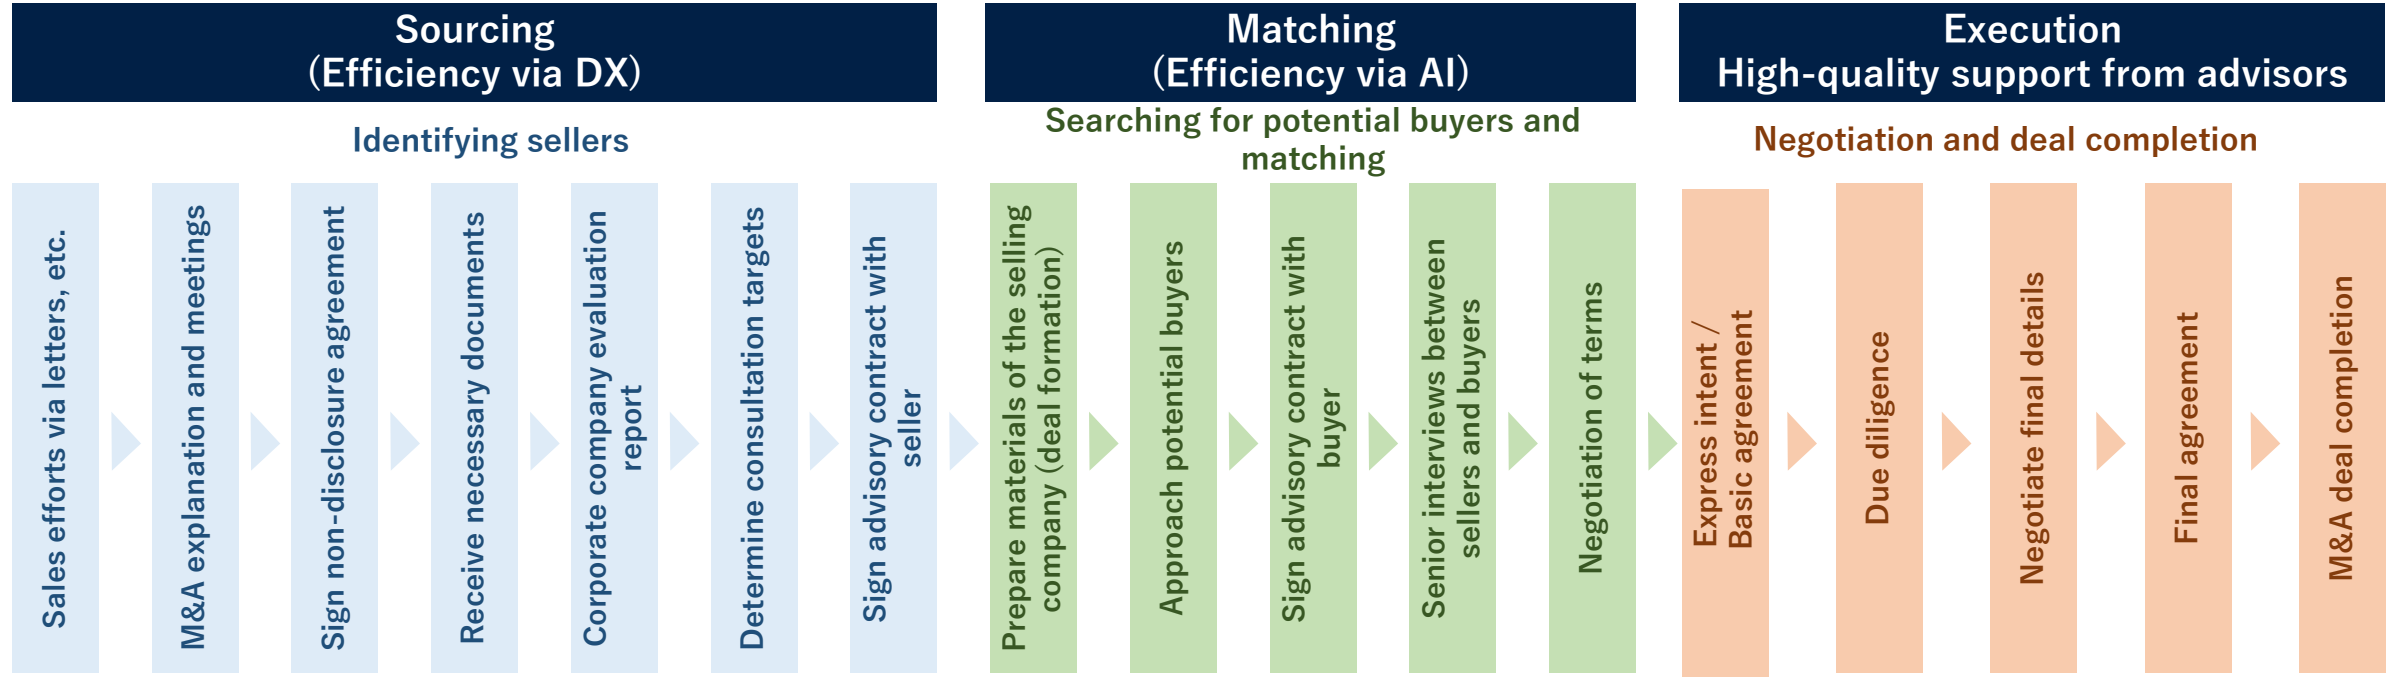 Sourcing
(Efficiency via DX)
Matching
(Efficiency via AI)
Execution
High-quality support from advisors
Identifying sellers
Searching for potential buyers and
matching
Negotiation and deal completion
Sales efforts via letters, etc.
M&A explanation and meetings
Sign non-disclosure agreement
Receive necessary documents
Corporate company evaluation
report
Determine consultation targets
Sign advisory contract with
seller
Prepare materials of the selling
company (deal formation)
Approach potential buyers
Sign advisory contract with
buyer
Senior interviews between
sellers and buyers
Negotiation of terms
Express intent /
Basic agreement
Due diligence
Negotiate final details
Final agreement
M&A deal completion